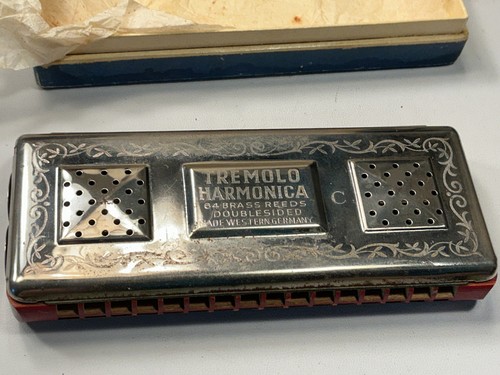 TREMOLO
HARMONICA
64 BRASS REEDS
DOUBLESIDED
MADE WESTERN GERMANY
C